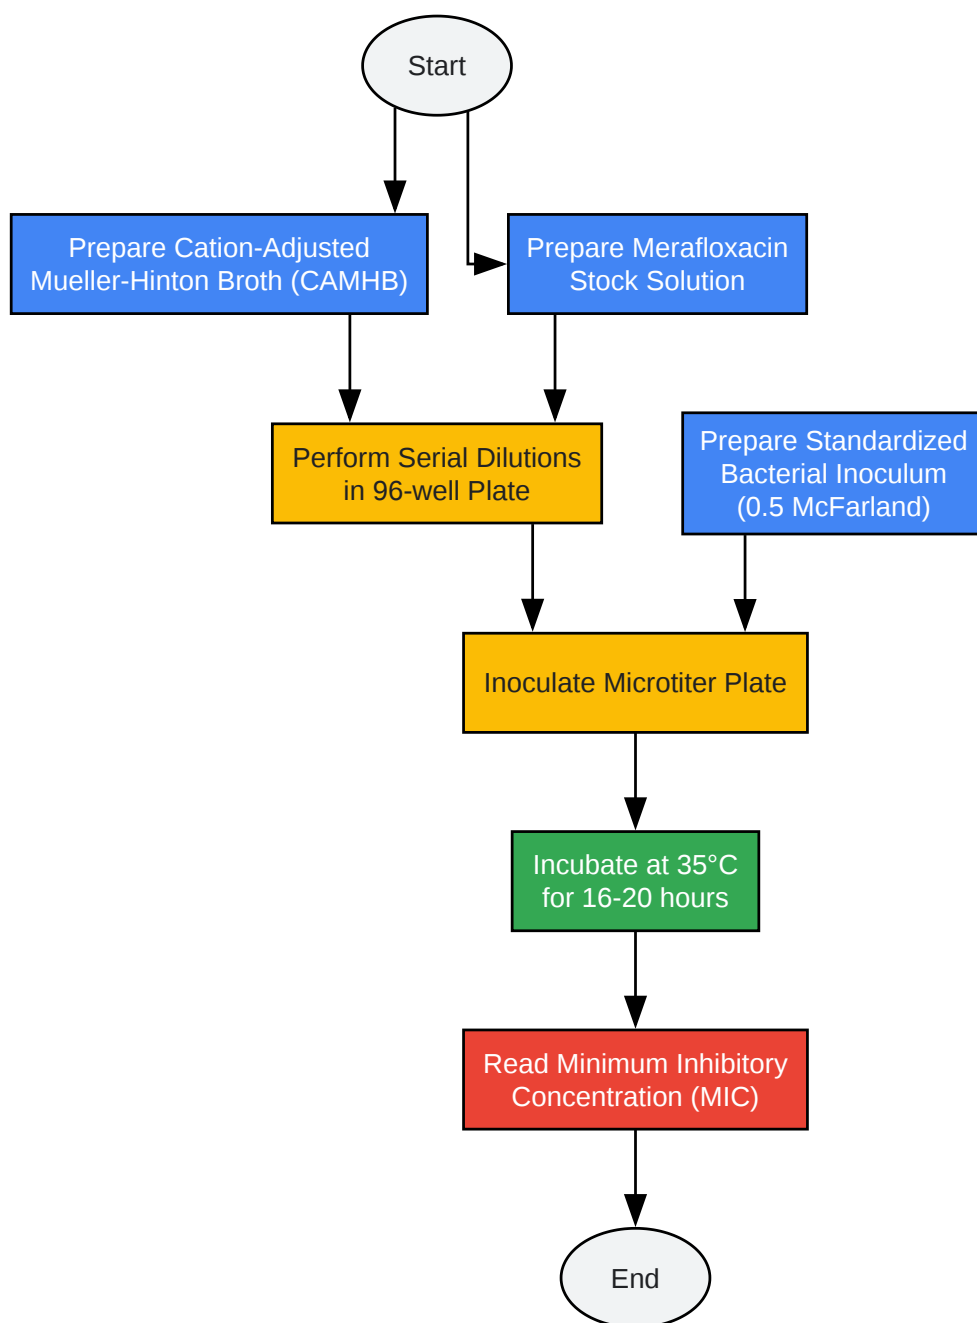 Start
Prepare Cation-Adjusted
Mueller-Hinton Broth (CAMHB)
Prepare Merafloxacin
Stock Solution
Perform Serial Dilutions
in 96-well Plate
Prepare Standardized
Bacterial Inoculum
(0.5 McFarland)
Inoculate Microtiter Plate
Incubate at 35°C
for 16-20 hours
Read Minimum Inhibitory
Concentration (MIC)
End